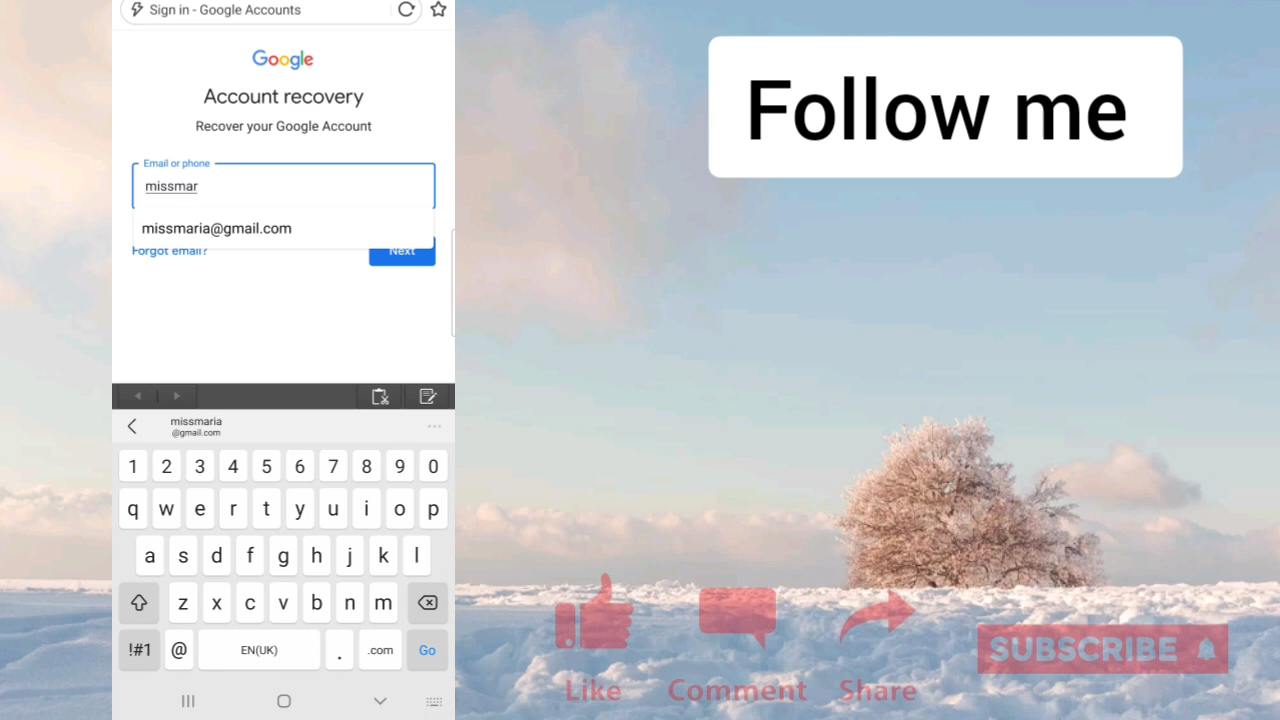 Sign in - Google Accounts
Google
Account recovery
Recover your Google Account
Email or phone
missmar
missmaria@gmail.com
Forgot email?
Next
missmaria
@gmail.com
1 2 3 4 5 6 7 8 9 0
q w e r t y u i o p
a s d f g h j k l
z x c v b n m
!#1 @ EN(UK) . .com Go
Follow me
Like Comment Share
SUBSCRIBE